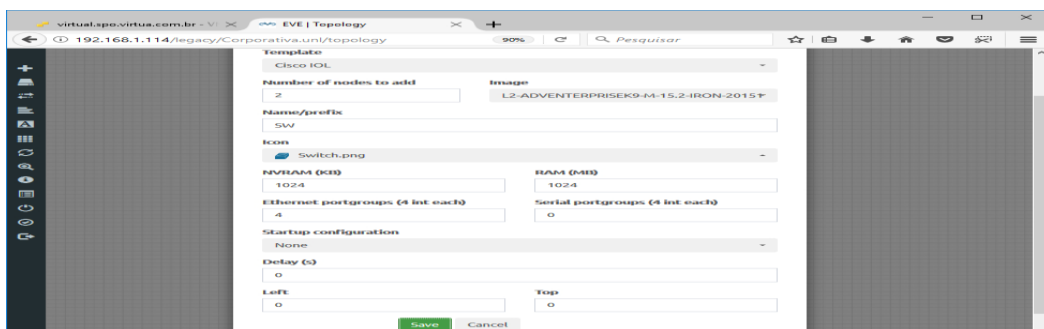 virtual.spo.virtua.com.br - Vi
EVE | Topology
192.168.1.114/legacy/Corporativa.unl/topology
90%
Pesquisar
Template
Cisco IOL
Number of nodes to add
Image
2
L2-ADVENTERPRISEK9-M-15.2-IRON-2015
Name/prefix
SW
Icon
Switch.png
NVRAM (KB)
RAM (MB)
1024
1024
Ethernet portgroups (4 int each)
Serial portgroups (4 int each)
4
0
Startup configuration
None
Delay (s)
0
Left
Top
0
0
Save
Cancel